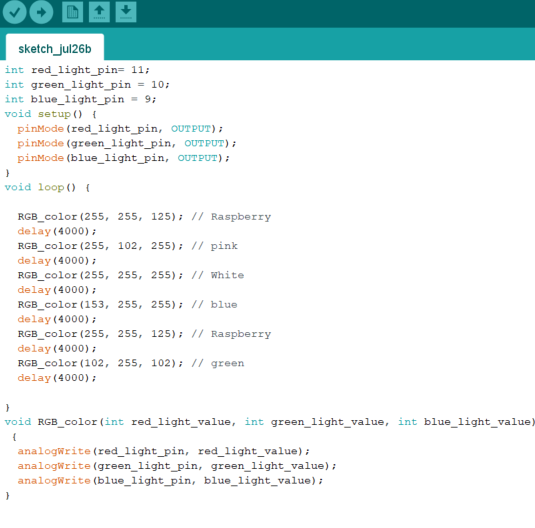 sketch_jul26b
int red_light_pin= 11;
int green_light_pin = 10;
int blue_light_pin = 9;
void setup() {
  pinMode(red_light_pin, OUTPUT);
  pinMode(green_light_pin, OUTPUT);
  pinMode(blue_light_pin, OUTPUT);
}
void loop() {

  RGB_color(255, 255, 125); // Raspberry
  delay(4000);
  RGB_color(255, 102, 255); // pink
  delay(4000);
  RGB_color(255, 255, 255); // White
  delay(4000);
  RGB_color(153, 255, 255); // blue
  delay(4000);
  RGB_color(255, 255, 125); // Raspberry
  delay(4000);
  RGB_color(102, 255, 102); // green
  delay(4000);

}
void RGB_color(int red_light_value, int green_light_value, int blue_light_value)
 {
  analogWrite(red_light_pin, red_light_value);
  analogWrite(green_light_pin, green_light_value);
  analogWrite(blue_light_pin, blue_light_value);
}